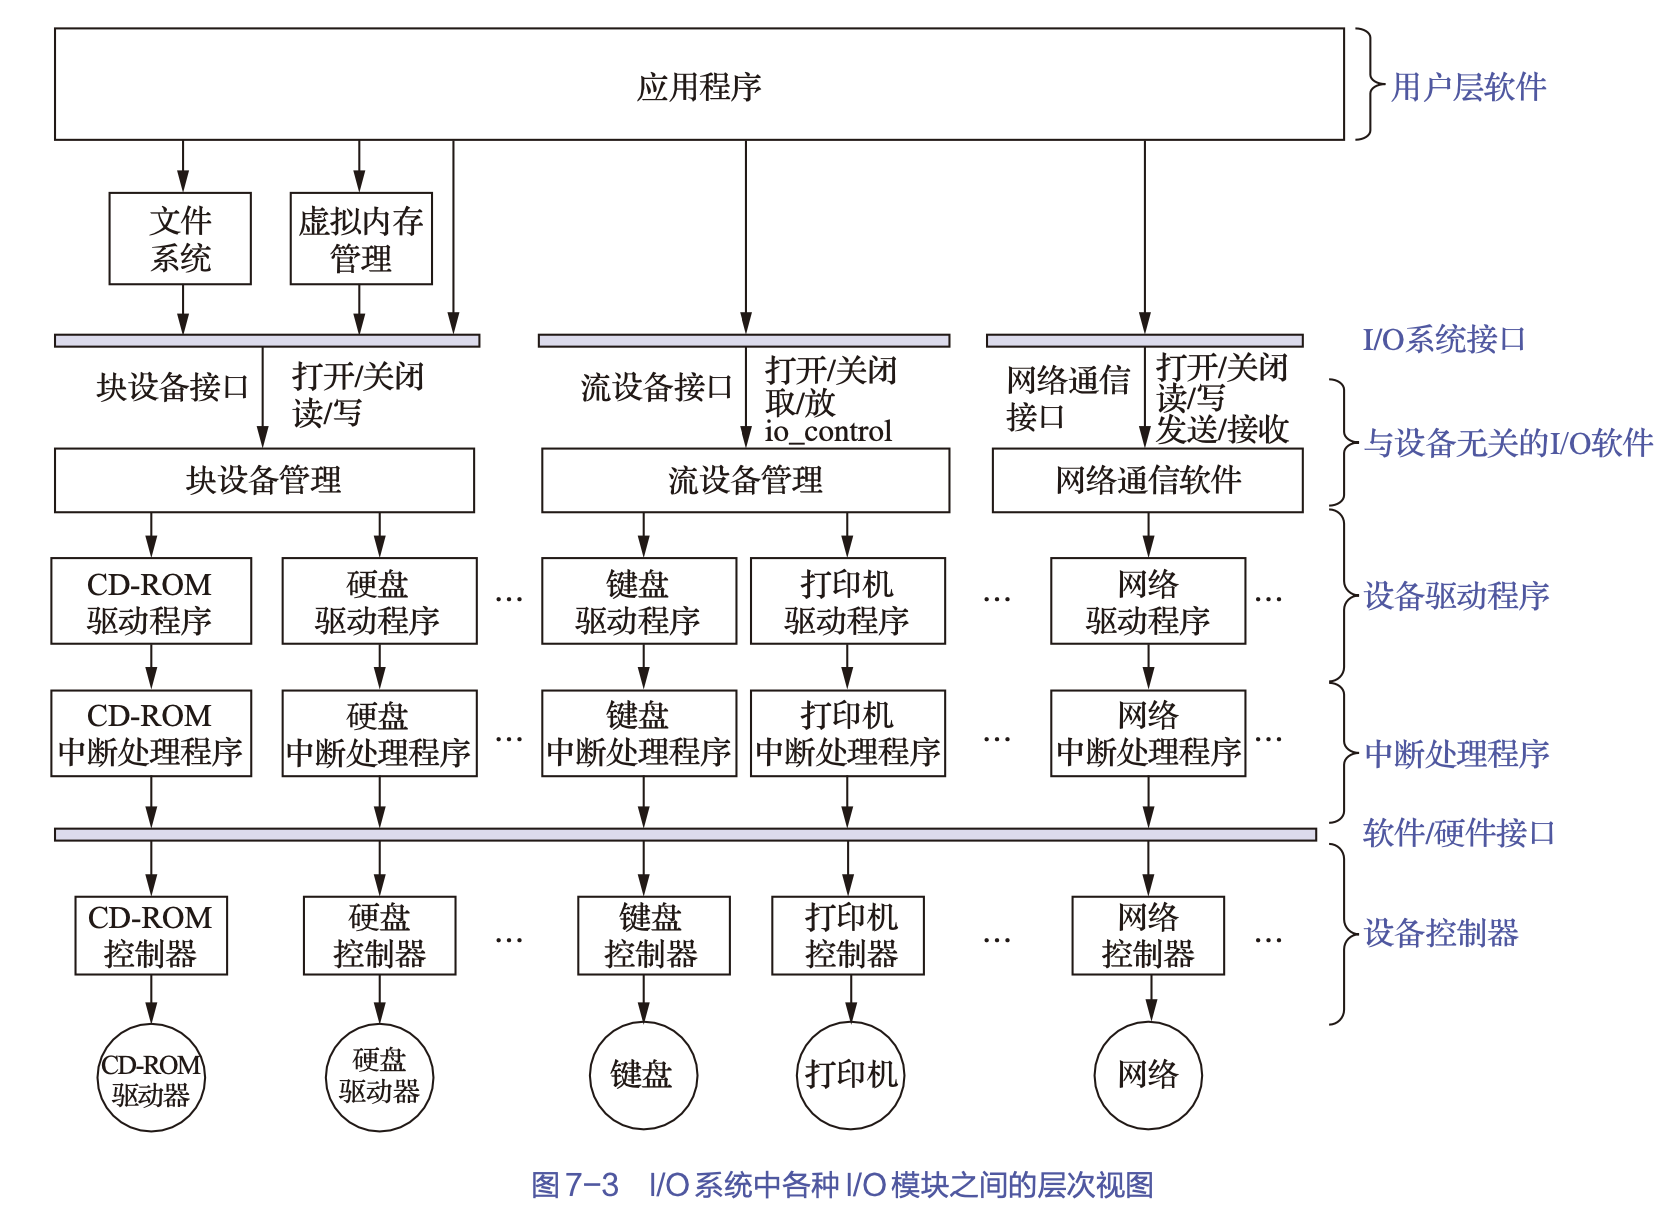 应用程序
用户层软件
文件
系统
虚拟内存
管理
I/O系统接口
块设备接口
打开/关闭
读/写
流设备接口
打开/关闭
取/放
io_control
网络通信
接口
打开/关闭
读/写
发送/接收
与设备无关的I/O软件
块设备管理
流设备管理
网络通信软件
CD-ROM
驱动程序
硬盘
驱动程序
…
键盘
驱动程序
打印机
驱动程序
…
网络
驱动程序
…
设备驱动程序
CD-ROM
中断处理程序
硬盘
中断处理程序
…
键盘
中断处理程序
打印机
中断处理程序
…
网络
中断处理程序
…
中断处理程序
软件/硬件接口
CD-ROM
控制器
硬盘
控制器
…
键盘
控制器
打印机
控制器
…
网络
控制器
…
设备控制器
CD-ROM
驱动器
硬盘
驱动器
键盘
打印机
网络
图 7-3 I/O 系统中各种 I/O 模块之间的层次视图